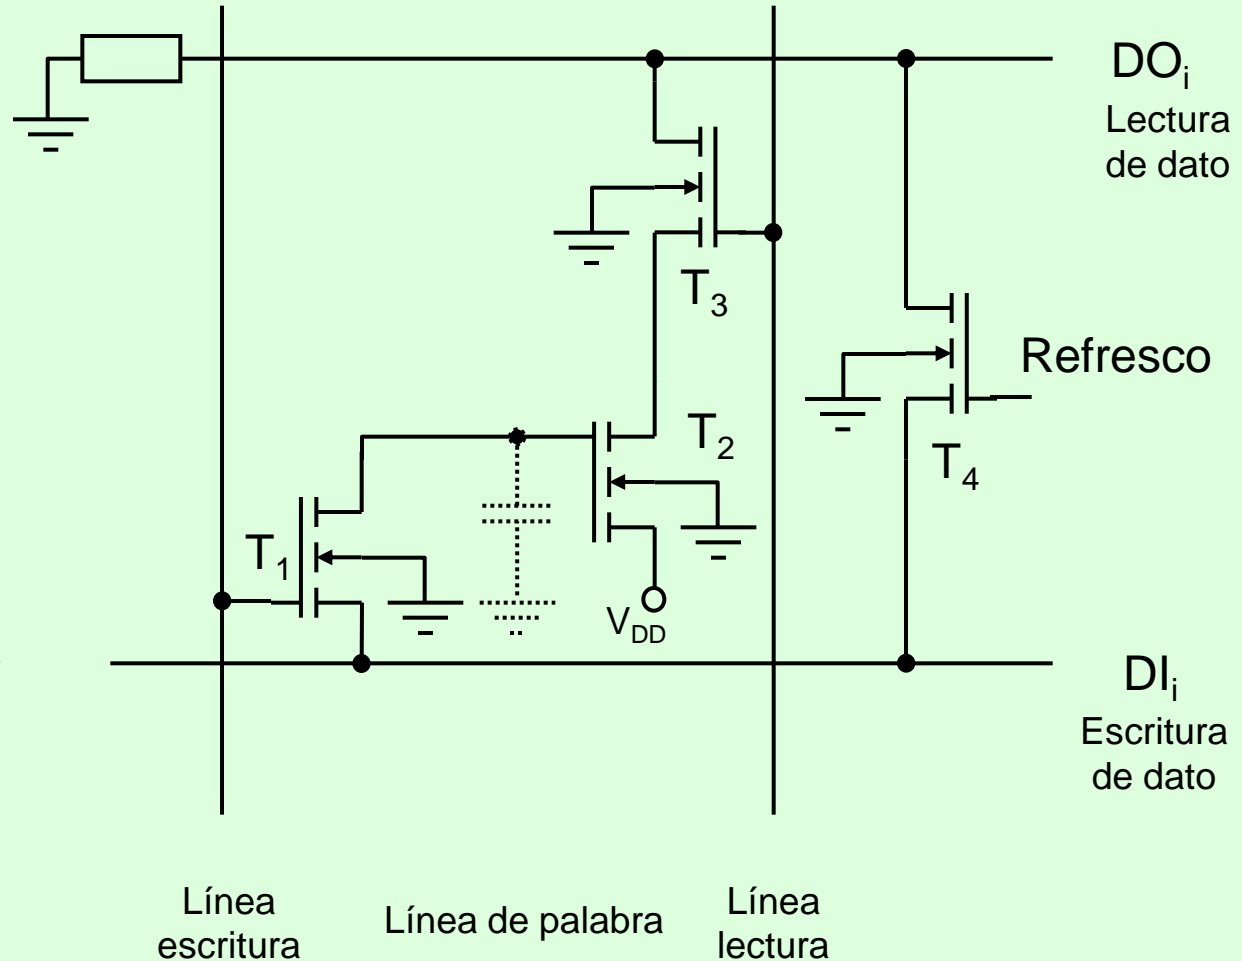 DOi
Lectura
de dato
T3
Refresco
T2
T4
T1
VDD
DIi
Escritura
de dato
Línea
escritura
Línea de palabra
Línea
lectura